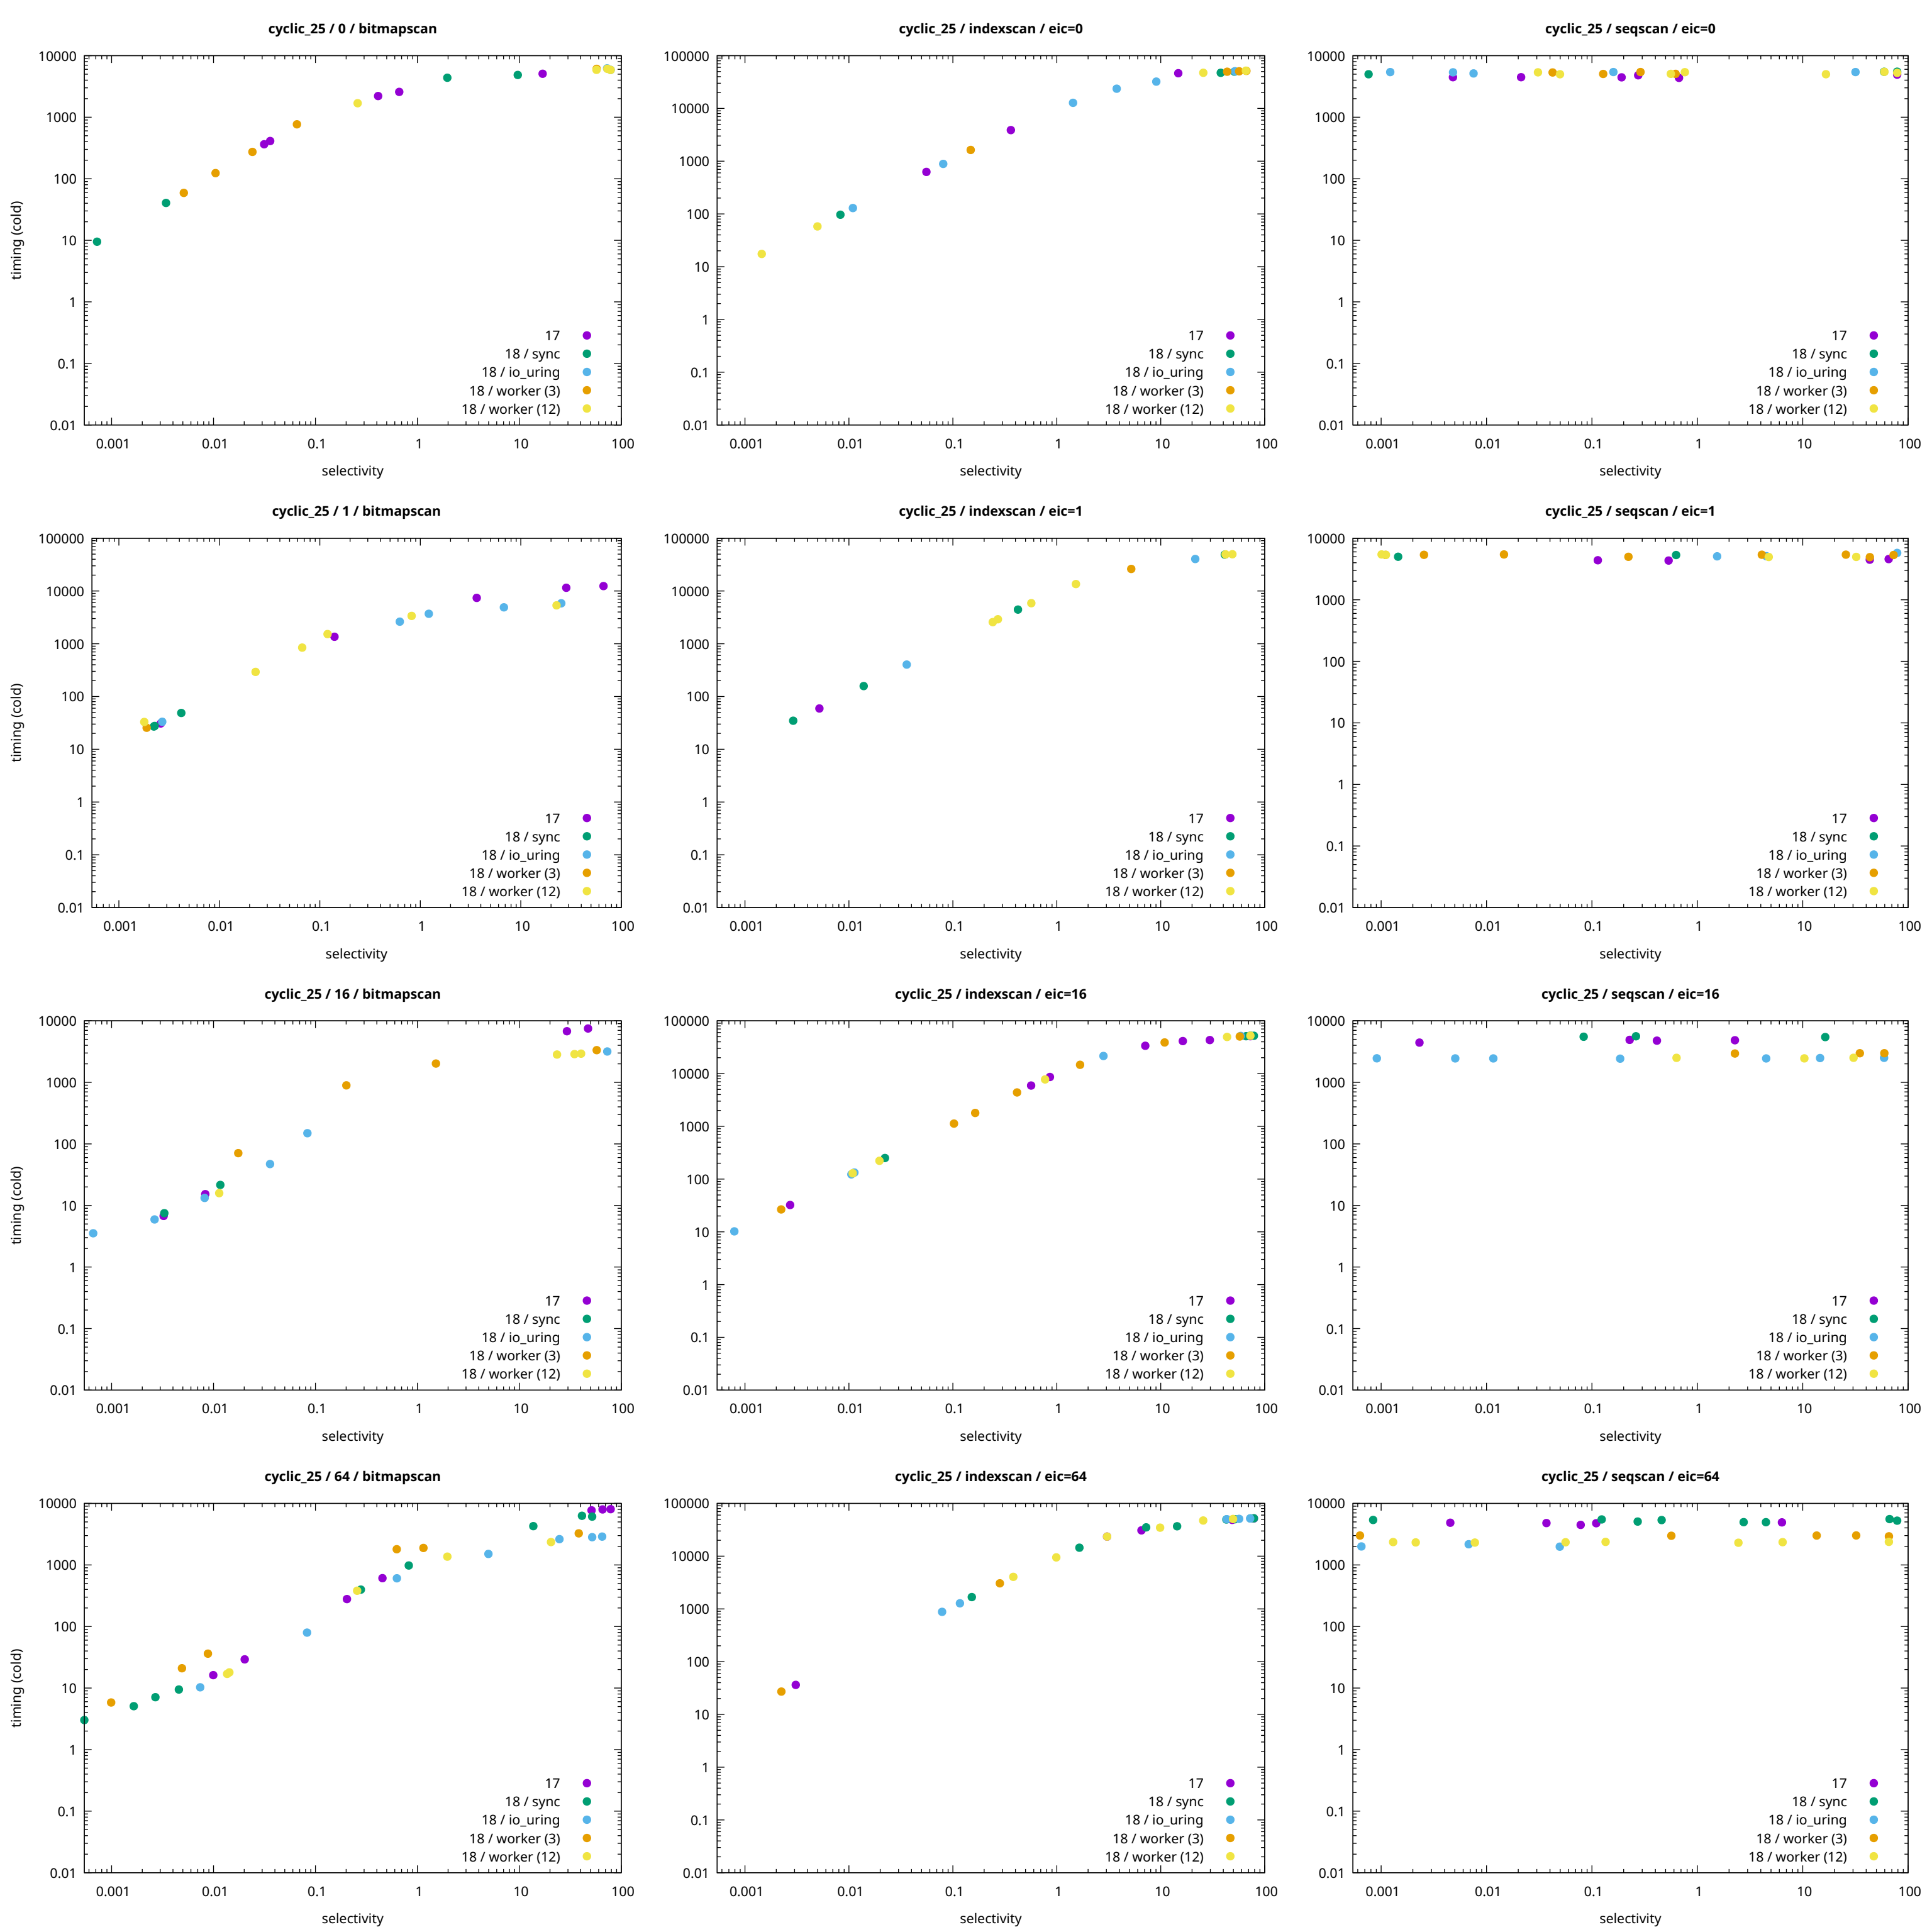 cyclic_25 / 0 / bitmapscan
timing (cold)
10000
1000
100
10
1
0.1
0.01
17
18 / sync
18 / io_uring
18 / worker (3)
18 / worker (12)
0.001 0.01 0.1 1 10 100
selectivity
cyclic_25 / indexscan / eic=0
100000
10000
1000
100
10
1
0.1
0.01
17
18 / sync
18 / io_uring
18 / worker (3)
18 / worker (12)
0.001 0.01 0.1 1 10 100
selectivity
cyclic_25 / seqscan / eic=0
10000
1000
100
10
1
0.1
0.01
17
18 / sync
18 / io_uring
18 / worker (3)
18 / worker (12)
0.001 0.01 0.1 1 10 100
selectivity
cyclic_25 / 1 / bitmapscan
timing (cold)
100000
10000
1000
100
10
1
0.1
0.01
17
18 / sync
18 / io_uring
18 / worker (3)
18 / worker (12)
0.001 0.01 0.1 1 10 100
selectivity
cyclic_25 / indexscan / eic=1
100000
10000
1000
100
10
1
0.1
0.01
17
18 / sync
18 / io_uring
18 / worker (3)
18 / worker (12)
0.001 0.01 0.1 1 10 100
selectivity
cyclic_25 / seqscan / eic=1
10000
1000
100
10
1
0.1
0.01
17
18 / sync
18 / io_uring
18 / worker (3)
18 / worker (12)
0.001 0.01 0.1 1 10 100
selectivity
cyclic_25 / 16 / bitmapscan
timing (cold)
10000
1000
100
10
1
0.1
0.01
17
18 / sync
18 / io_uring
18 / worker (3)
18 / worker (12)
0.001 0.01 0.1 1 10 100
selectivity
cyclic_25 / indexscan / eic=16
100000
10000
1000
100
10
1
0.1
0.01
17
18 / sync
18 / io_uring
18 / worker (3)
18 / worker (12)
0.001 0.01 0.1 1 10 100
selectivity
cyclic_25 / seqscan / eic=16
10000
1000
100
10
1
0.1
0.01
17
18 / sync
18 / io_uring
18 / worker (3)
18 / worker (12)
0.001 0.01 0.1 1 10 100
selectivity
cyclic_25 / 64 / bitmapscan
timing (cold)
10000
1000
100
10
1
0.1
0.01
17
18 / sync
18 / io_uring
18 / worker (3)
18 / worker (12)
0.001 0.01 0.1 1 10 100
selectivity
cyclic_25 / indexscan / eic=64
100000
10000
1000
100
10
1
0.1
0.01
17
18 / sync
18 / io_uring
18 / worker (3)
18 / worker (12)
0.001 0.01 0.1 1 10 100
selectivity
cyclic_25 / seqscan / eic=64
10000
1000
100
10
1
0.1
0.01
17
18 / sync
18 / io_uring
18 / worker (3)
18 / worker (12)
0.001 0.01 0.1 1 10 100
selectivity